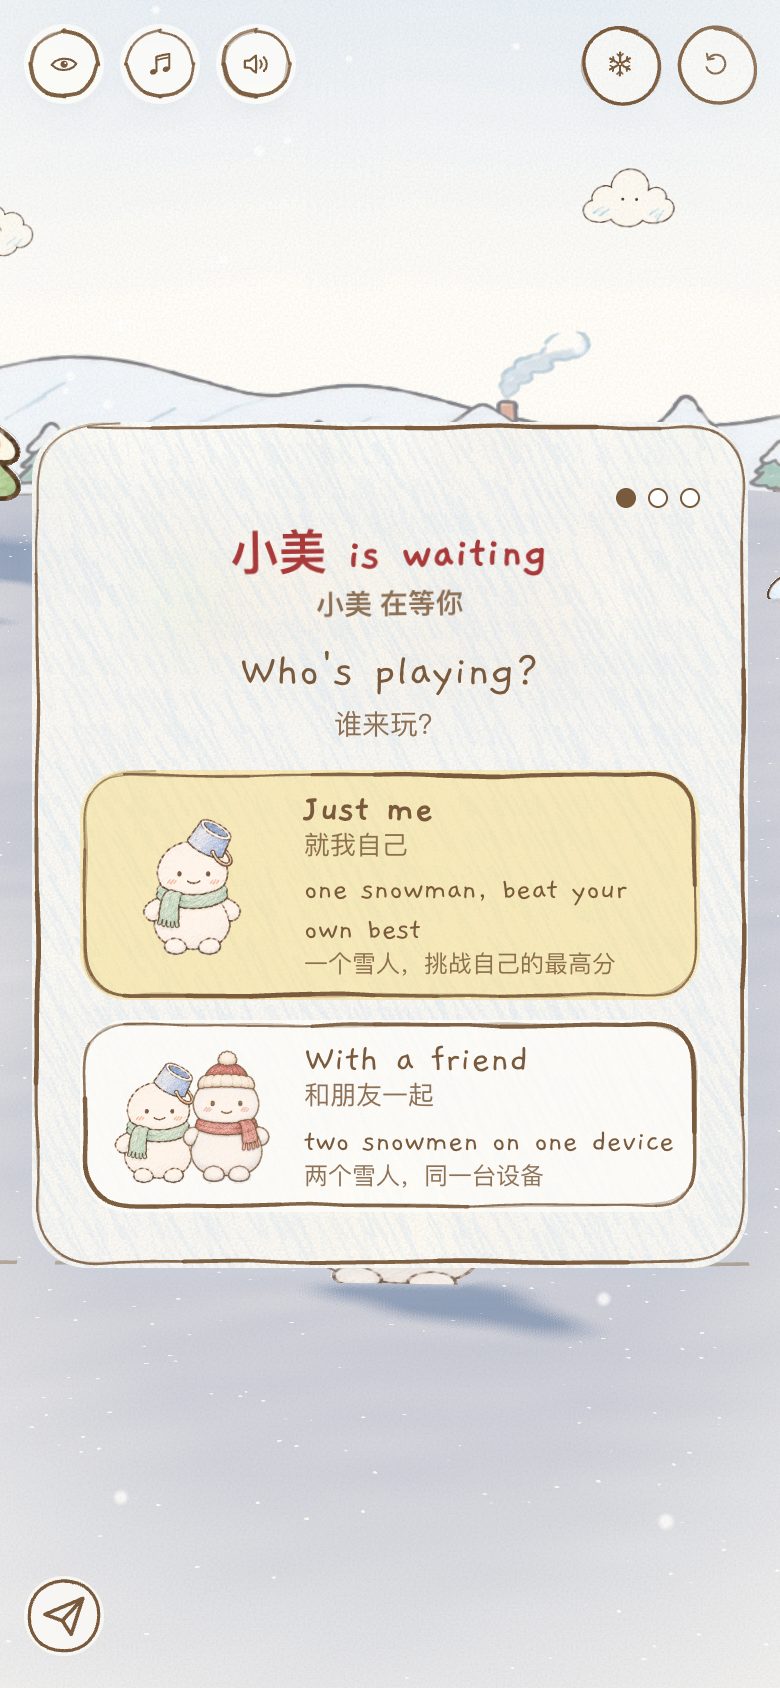 小美 is waiting
小美 在等你
Who's playing?
谁来玩?
Just me
就我自己
one snowman, beat your
own best
一个雪人，挑战自己的最高分
With a friend
和朋友一起
two snowmen on one device
两个雪人，同一台设备